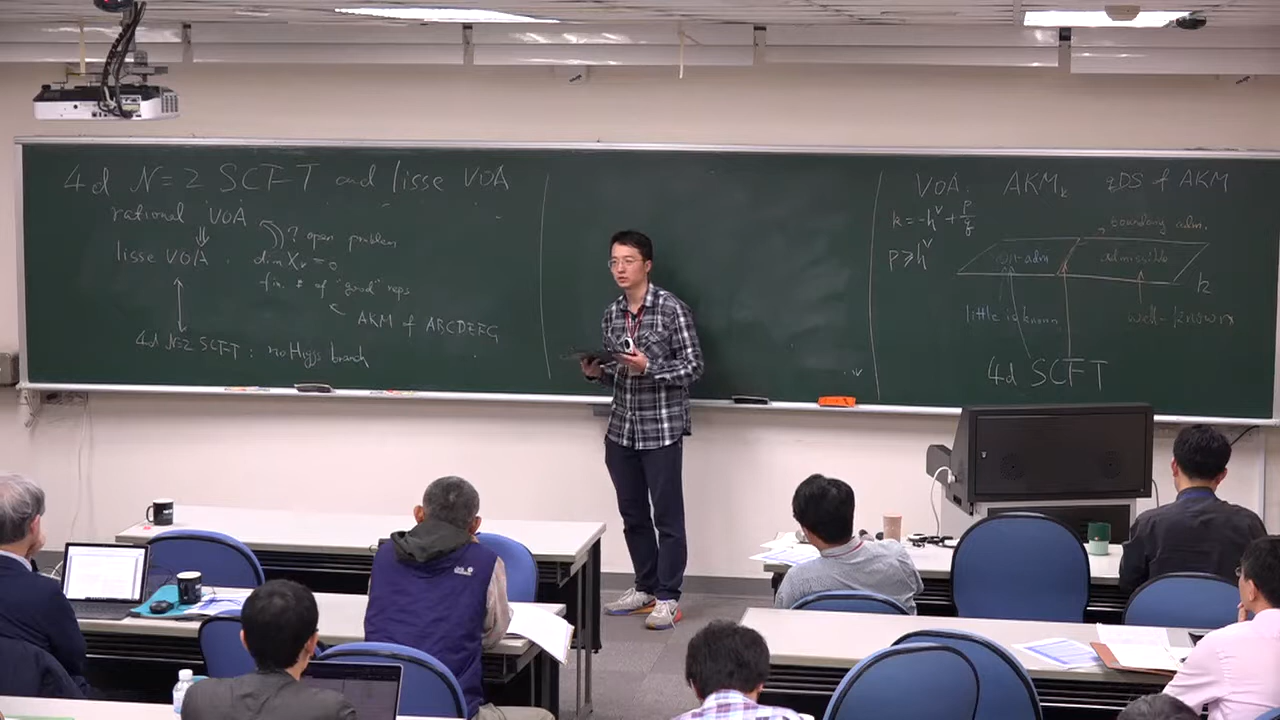 4d N=2 SCFT and lisse VOA
rational VOA
⇓ ? open problem
lisse VOA. dim X_V = 0
fin. # of "good" reps
AKM of ABCDEFG
4d N=2 SCFT : no Higgs branch
VOA. AKM_k qDS of AKM
k = -h^∨ + p/q
boundary adm.
p ≥ h^∨
non-adm admissible
k
little is known well-known
4d SCFT